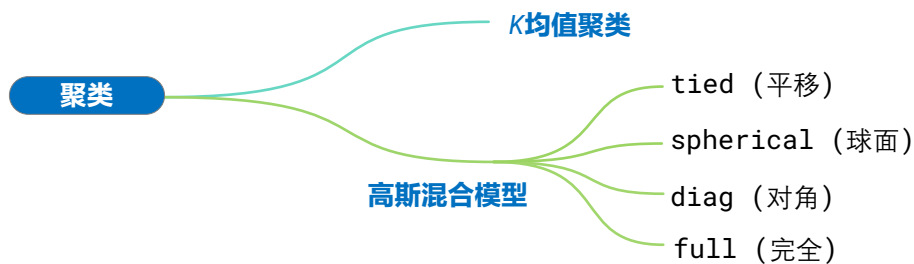 K均值聚类
聚类
tied (平移)
spherical (球面)
高斯混合模型
diag (对角)
full (完全)